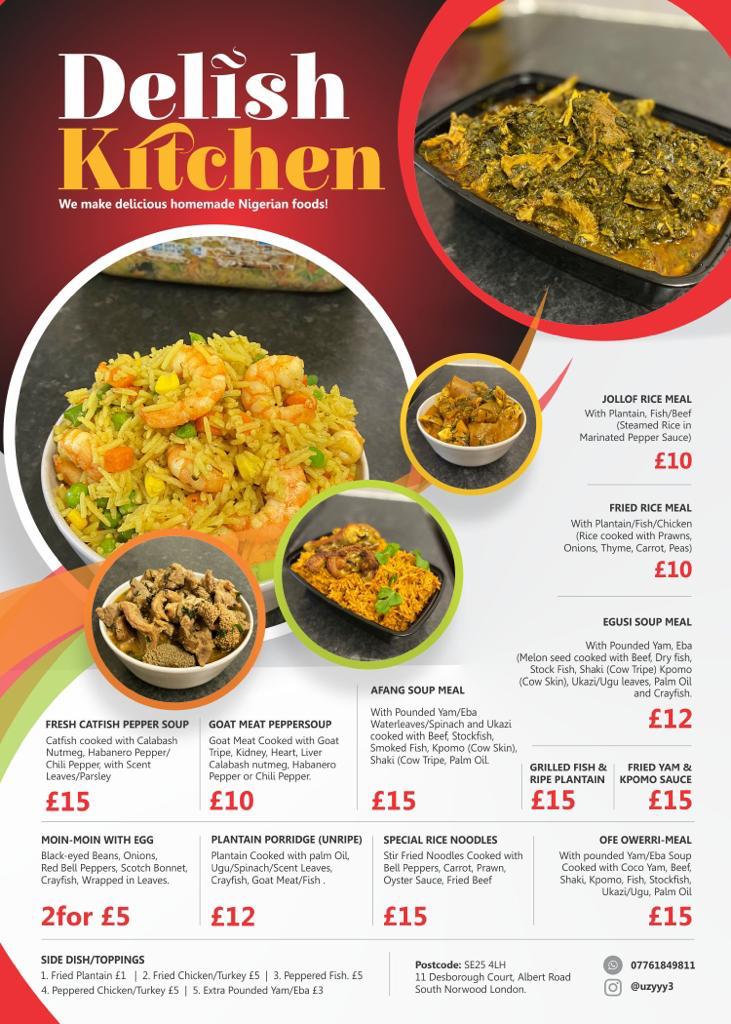 Delish
Kitchen
We make delicious homemade Nigerian foods!
JOLLOF RICE MEAL
With Plantain, Fish/Beef
(Steamed Rice in
Marinated Pepper Sauce)
£10
FRIED RICE MEAL
With Plantain/Fish/Chicken
(Rice cooked with Prawns,
Onions, Thyme, Carrot, Peas)
£10
EGUSI SOUP MEAL
With Pounded Yam, Eba
(Melon seed cooked with Beef, Dry fish,
Stock Fish, Shaki (Cow Tripe) Kpomo
(Cow Skin), Ukazi/Ugu leaves, Palm Oil
and Crayfish.
£12
FRESH CATFISH PEPPER SOUP
Catfish cooked with Calabash
Nutmeg, Habanero Pepper/
Chili Pepper, with Scent
Leaves/Parsley
£15
GOAT MEAT PEPPERSOUP
Goat Meat Cooked with Goat
Tripe, Kidney, Heart, Liver
Calabash nutmeg, Habanero
Pepper or Chili Pepper.
£10
AFANG SOUP MEAL
With Pounded Yam/Eba
Waterleaves/Spinach and Ukazi
cooked with Beef, Stockfish,
Smoked Fish, Kpomo (Cow Skin),
Shaki (Cow Tripe, Palm Oil.
£15
GRILLED FISH &
RIPE PLANTAIN
£15
FRIED YAM &
KPOMO SAUCE
£15
MOIN-MOIN WITH EGG
Black-eyed Beans, Onions,
Red Bell Peppers, Scotch Bonnet,
Crayfish, Wrapped in Leaves.
2for £5
PLANTAIN PORRIDGE (UNRIPE)
Plantain Cooked with palm Oil,
Ugu/Spinach/Scent Leaves,
Crayfish, Goat Meat/Fish .
£12
SPECIAL RICE NOODLES
Stir Fried Noodles Cooked with
Bell Peppers, Carrot, Prawn,
Oyster Sauce, Fried Beef
£15
OFE OWERRI-MEAL
With pounded Yam/Eba Soup
Cooked with Coco Yam, Beef,
Shaki, Kpomo, Fish, Stockfish,
Ukazi/Ugu, Palm Oil
£15
SIDE DISH/TOPPINGS
1. Fried Plantain £1 | 2. Fried Chicken/Turkey £5 | 3. Peppered Fish. £5
4. Peppered Chicken/Turkey £5 | 5. Extra Pounded Yam/Eba £3
Postcode: SE25 4LH
11 Desborough Court, Albert Road
South Norwood London.
07761849811
@uzyyy3